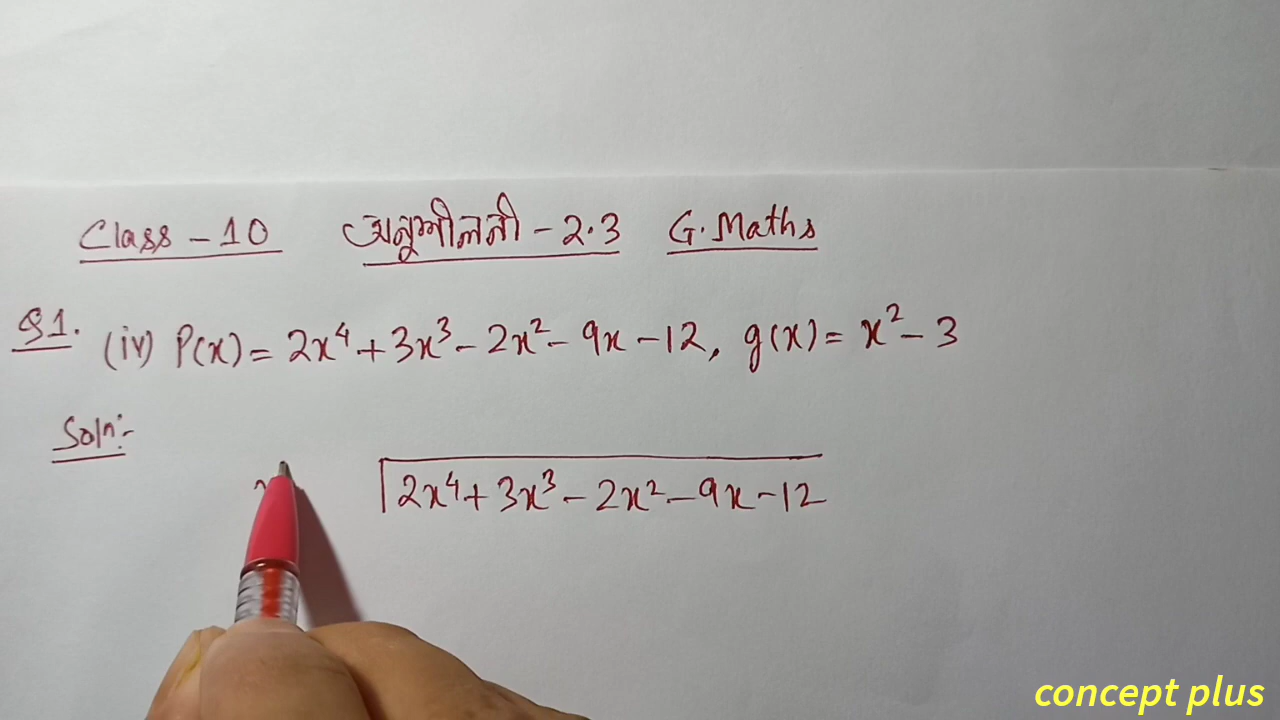 Class - 10 অনুশীলনী - 2.3 G. Maths
Q1. (iv) P(x) = 2x⁴ + 3x³ - 2x² - 9x - 12, g(x) = x² - 3
Soln:-
2x⁴ + 3x³ - 2x² - 9x - 12
concept plus